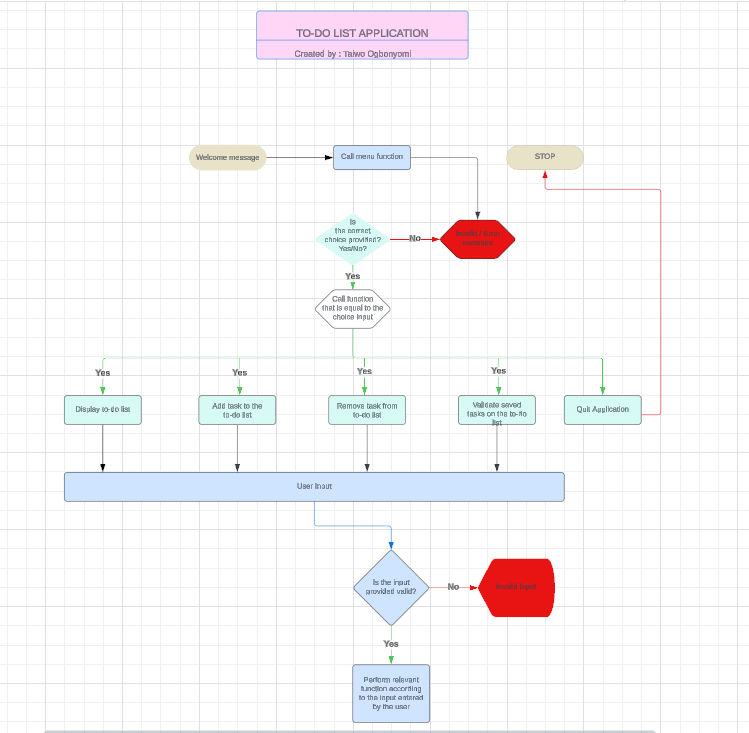 TO-DO LIST APPLICATION
Created by : Taiwo Ogbonyomi
Welcome message
Call menu function
STOP
Is
the correct
choice provided?
Yes/No?
No
Yes
Call function
that is equal to the
choice input
Yes
Yes
Yes
Yes
Display to-do list
Add task to the
to-do list
Remove task from
to-do list
Validate saved
tasks on the to-do
list
Quit Application
User Input
Is the input
provided valid?
No
Invalid Input
Yes
Perform relevant
function according
to the input entered
by the user